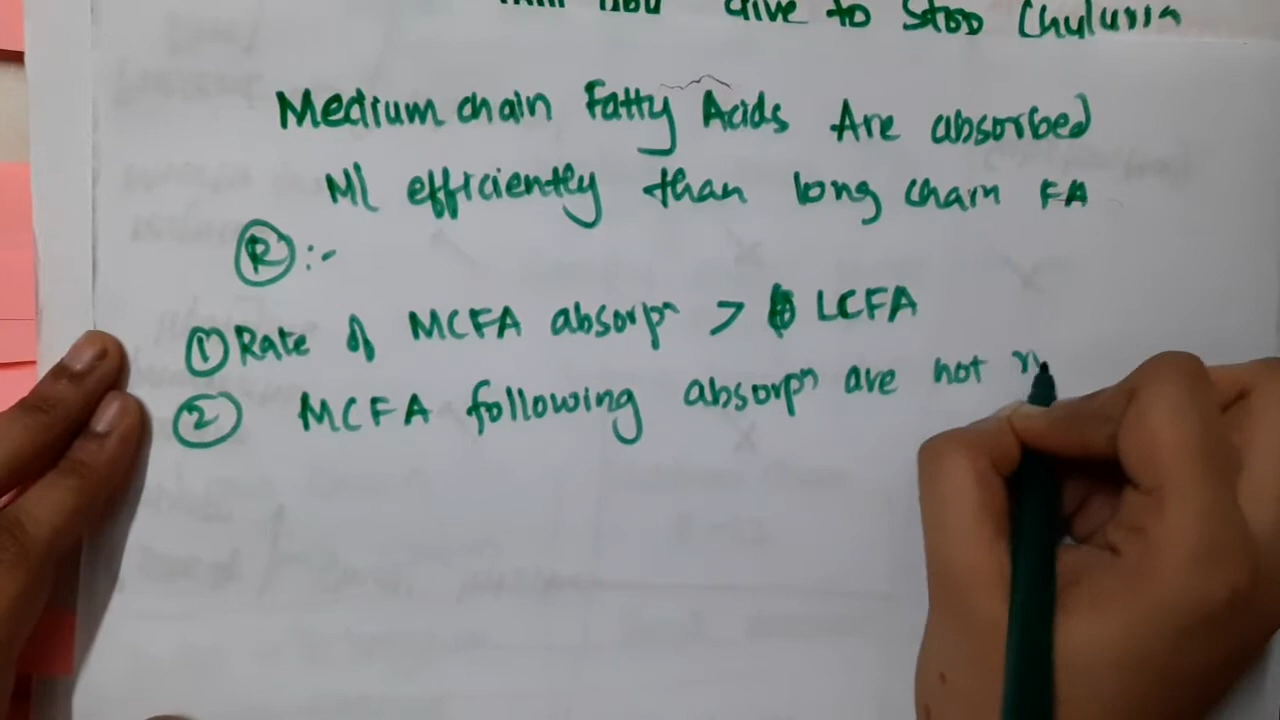 Give to Stop Chyluria
Medium chain Fatty Acids Are absorbed
Ml efficiently than long chain FA
(R) :-
(1) Rate of MCFA absorpn > LCFA
(2) MCFA following absorpn are not